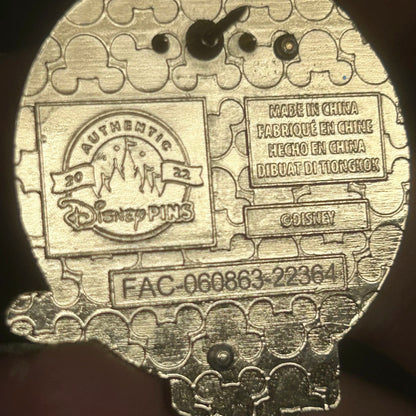 AUTHENTIC
20 22
Disney PINS
MADE IN CHINA
FABRIQUÉ EN CHINE
HECHO EN CHINA
DIBUAT DI TIONGKOK
©DISNEY
FAC-060863-22364